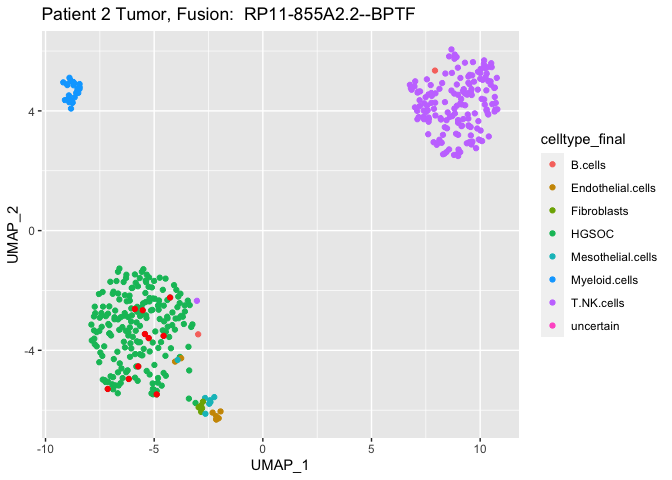 Patient 2 Tumor, Fusion:  RP11-855A2.2--BPTF
4
0
-4
-10
-5
0
5
10
UMAP_1
UMAP_2
celltype_final
B.cells
Endothelial.cells
Fibroblasts
HGSOC
Mesothelial.cells
Myeloid.cells
T.NK.cells
uncertain